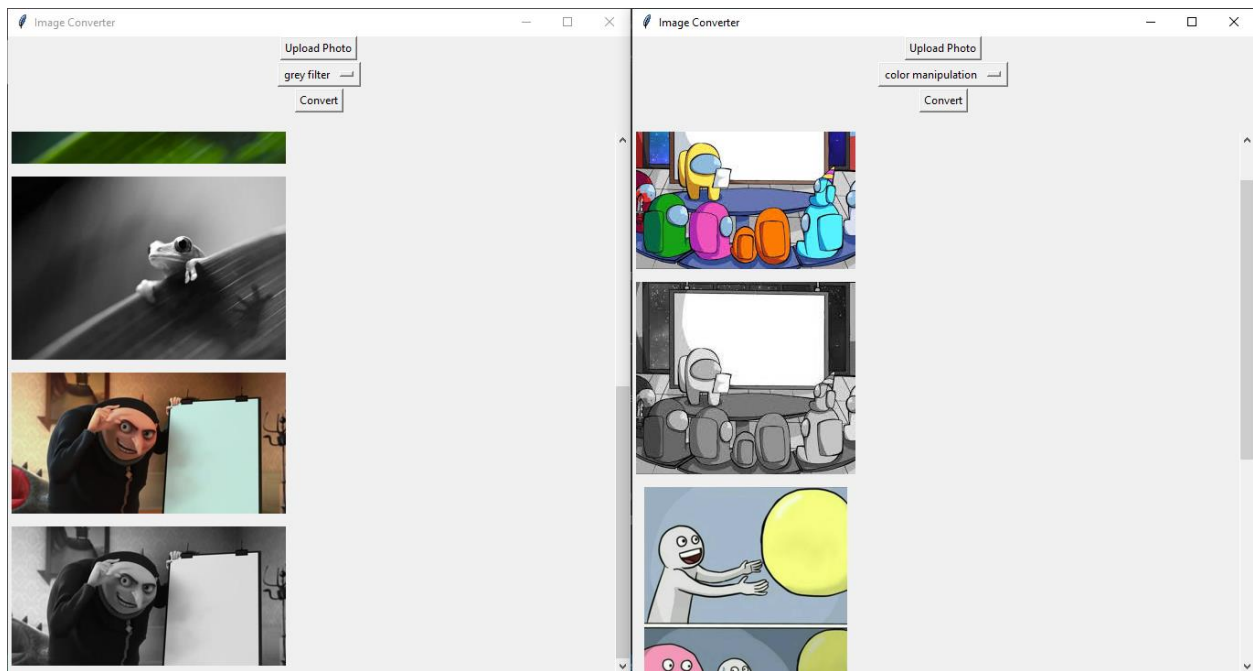 Image Converter
Upload Photo
grey filter
Convert
Image Converter
Upload Photo
color manipulation
Convert